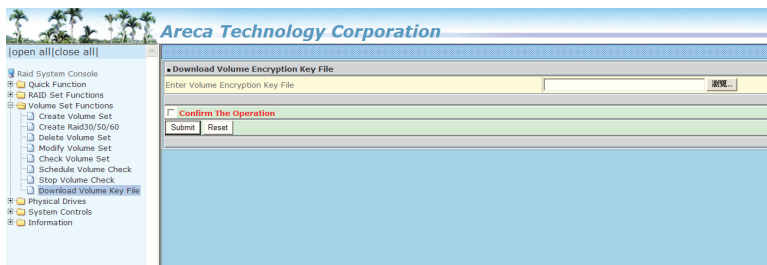 Areca Technology Corporation
|open all|close all|
Raid System Console
Quick Function
RAID Set Functions
Volume Set Functions
Create Volume Set
Create Raid30/50/60
Delete Volume Set
Modify Volume Set
Check Volume Set
Schedule Volume Check
Stop Volume Check
Download Volume Key File
Physical Drives
System Controls
Information
Download Volume Encryption Key File
Enter Volume Encryption Key File 瀏覽...
Confirm The Operation
Submit Reset